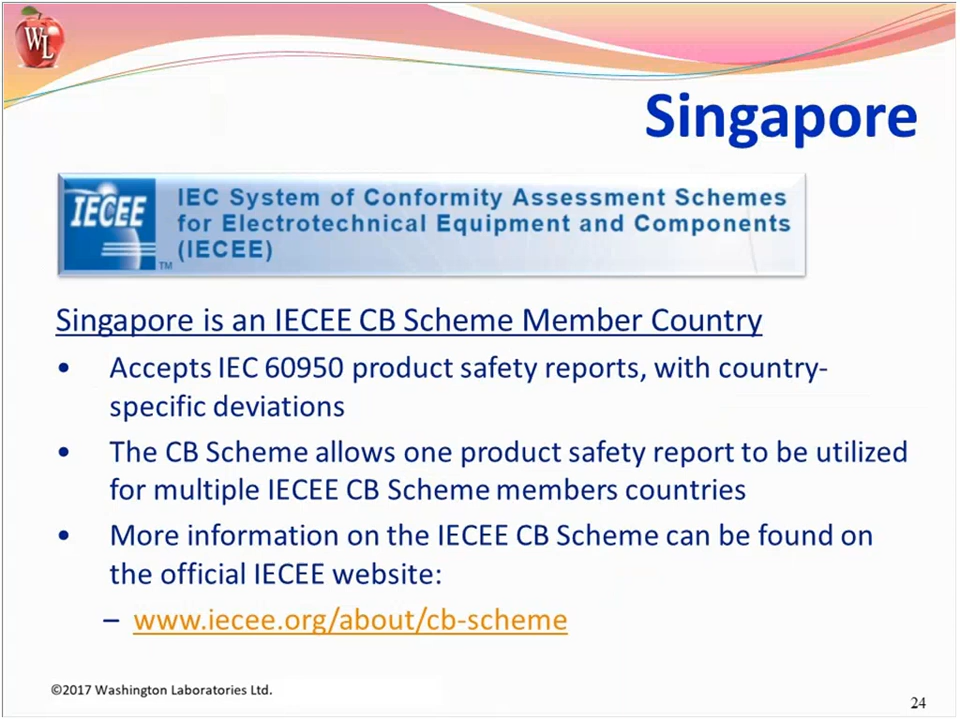 WL
Singapore
IECEE
TM
IEC System of Conformity Assessment Schemes
for Electrotechnical Equipment and Components
(IECEE)
Singapore is an IECEE CB Scheme Member Country
• Accepts IEC 60950 product safety reports, with country-
specific deviations
• The CB Scheme allows one product safety report to be utilized
for multiple IECEE CB Scheme members countries
• More information on the IECEE CB Scheme can be found on
the official IECEE website:
– www.iecee.org/about/cb-scheme
©2017 Washington Laboratories Ltd.
24